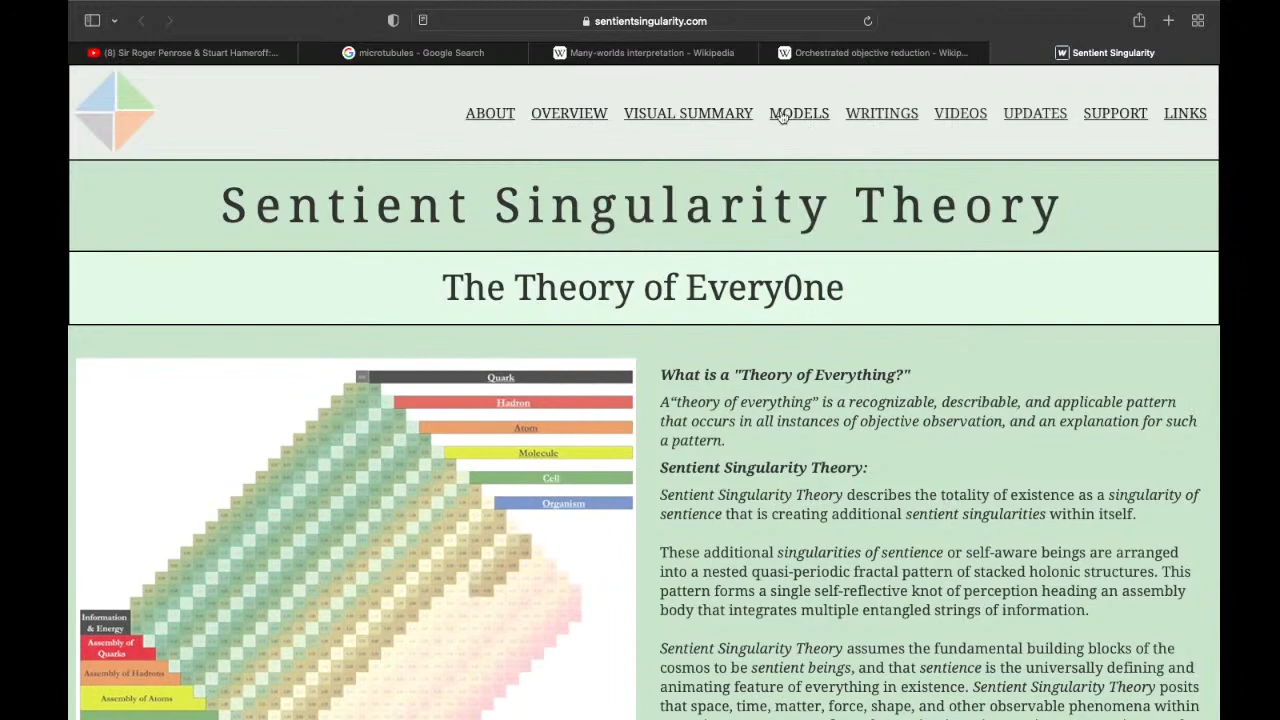 sentientsingularity.com
(8) Sir Roger Penrose & Stuart Hameroff:...
microtubules - Google Search
Many-worlds interpretation - Wikipedia
Orchestrated objective reduction - Wikip...
Sentient Singularity
ABOUT OVERVIEW VISUAL SUMMARY MODELS WRITINGS VIDEOS UPDATES SUPPORT LINKS
Sentient Singularity Theory
The Theory of Every0ne
Quark
Hadron
Atom
Molecule
Cell
Organism
Information
& Energy
Assembly of
Quarks
Assembly of Hadrons
Assembly of Atoms
What is a "Theory of Everything?"
A“theory of everything” is a recognizable, describable, and applicable pattern
that occurs in all instances of objective observation, and an explanation for such
a pattern.
Sentient Singularity Theory:
Sentient Singularity Theory describes the totality of existence as a singularity of
sentience that is creating additional sentient singularities within itself.
These additional singularities of sentience or self-aware beings are arranged
into a nested quasi-periodic fractal pattern of stacked holonic structures. This
pattern forms a single self-reflective knot of perception heading an assembly
body that integrates multiple entangled strings of information.
Sentient Singularity Theory assumes the fundamental building blocks of the
cosmos to be sentient beings, and that sentience is the universally defining and
animating feature of everything in existence. Sentient Singularity Theory posits
that space, time, matter, force, shape, and other observable phenomena within